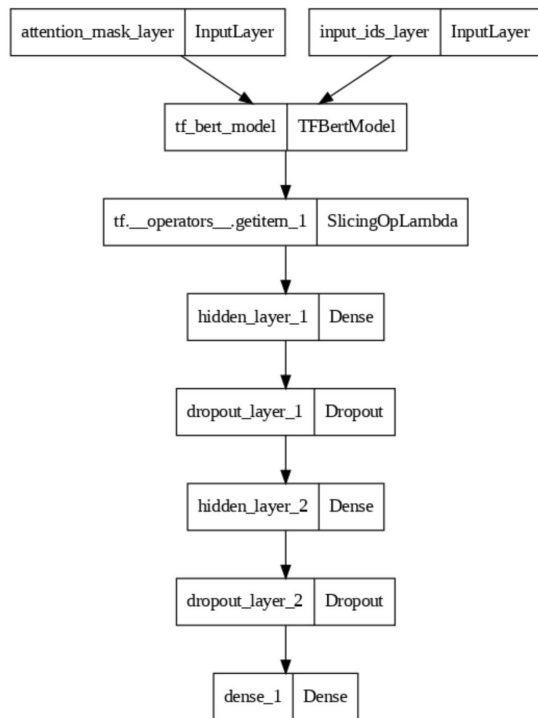 attention_mask_layer InputLayer input_ids_layer InputLayer
tf_bert_model TFBertModel
tf.__operators__.getitem_1 SlicingOpLambda
hidden_layer_1 Dense
dropout_layer_1 Dropout
hidden_layer_2 Dense
dropout_layer_2 Dropout
dense_1 Dense